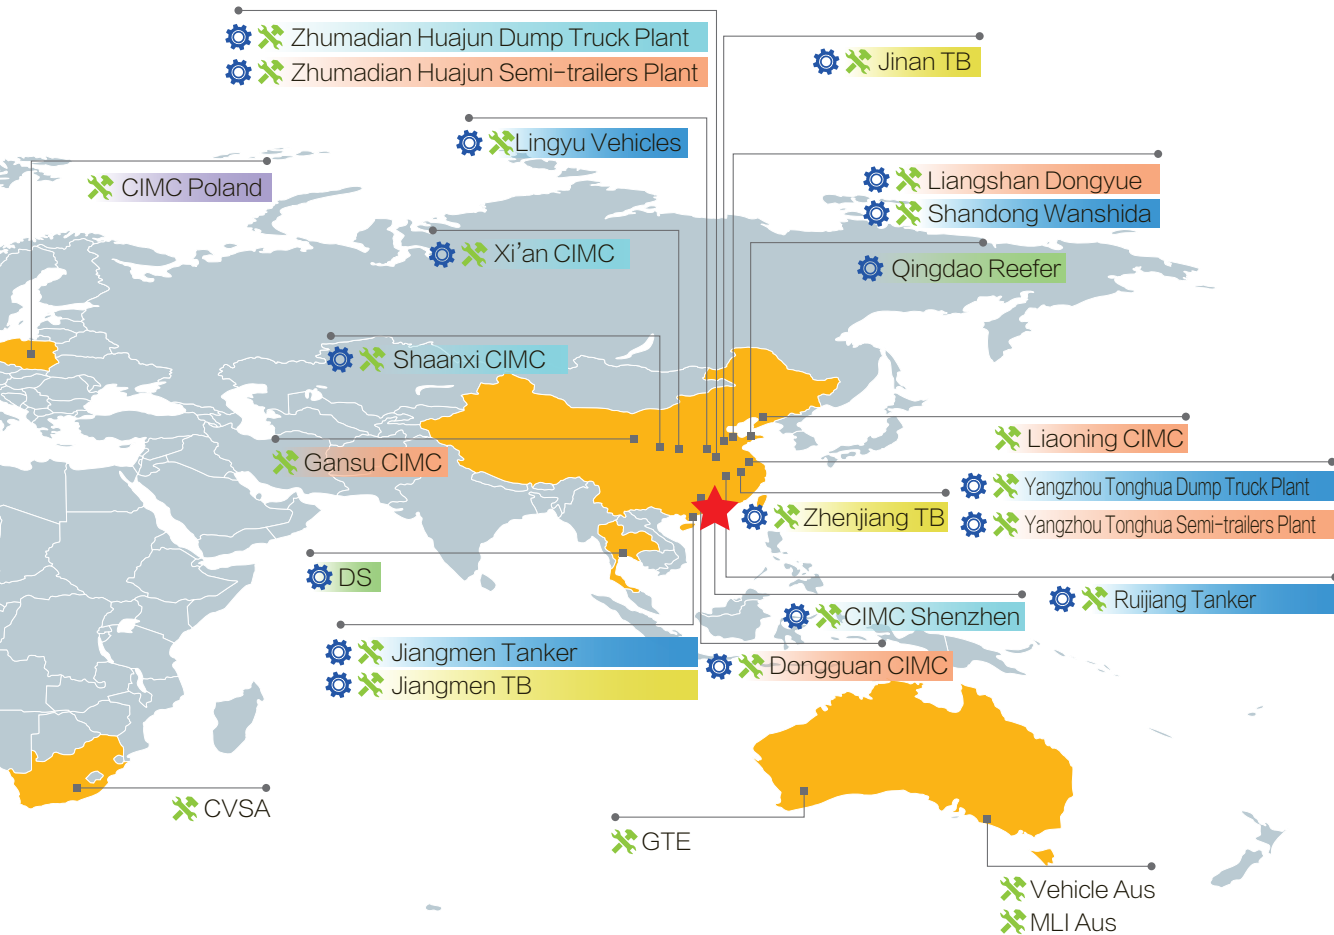 Zhumadian Huajun Dump Truck Plant
Zhumadian Huajun Semi-trailers Plant
Jinan TB
Lingyu Vehicles
CIMC Poland
Liangshan Dongyue
Shandong Wanshida
Xi'an CIMC
Qingdao Reefer
Shaanxi CIMC
Liaoning CIMC
Gansu CIMC
Yangzhou Tonghua Dump Truck Plant
Zhenjiang TB
Yangzhou Tonghua Semi-trailers Plant
DS
Ruijiang Tanker
CIMC Shenzhen
Jiangmen Tanker
Jiangmen TB
Dongguan CIMC
CVSA
GTE
Vehicle Aus
MLI Aus